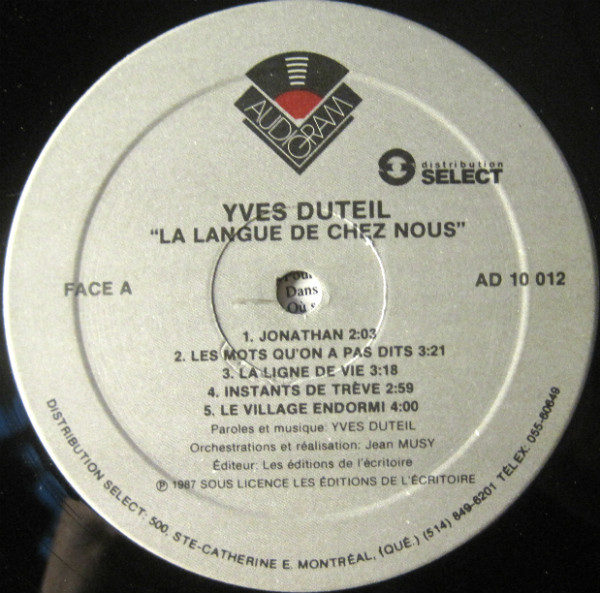 AUDIOGRAM
distribution
SELECT
YVES DUTEIL
"LA LANGUE DE CHEZ NOUS"
FACE A
AD 10 012
Pour
Dans
Où s
1. JONATHAN 2:03
2. LES MOTS QU'ON A PAS DITS 3:21
3. LA LIGNE DE VIE 3:18
4. INSTANTS DE TRÈVE 2:59
5. LE VILLAGE ENDORMI 4:00
Paroles et musique: YVES DUTEIL
Orchestrations et réalisation: Jean MUSY
Éditeur: Les éditions de l'écritoire
Ⓟ 1987 SOUS LICENCE LES ÉDITIONS DE L'ÉCRITOIRE
DISTRIBUTION SELECT: 500, STE-CATHERINE E. MONTRÉAL, (QUÉ.) (514) 849-6201 TÉLEX: 055-60649